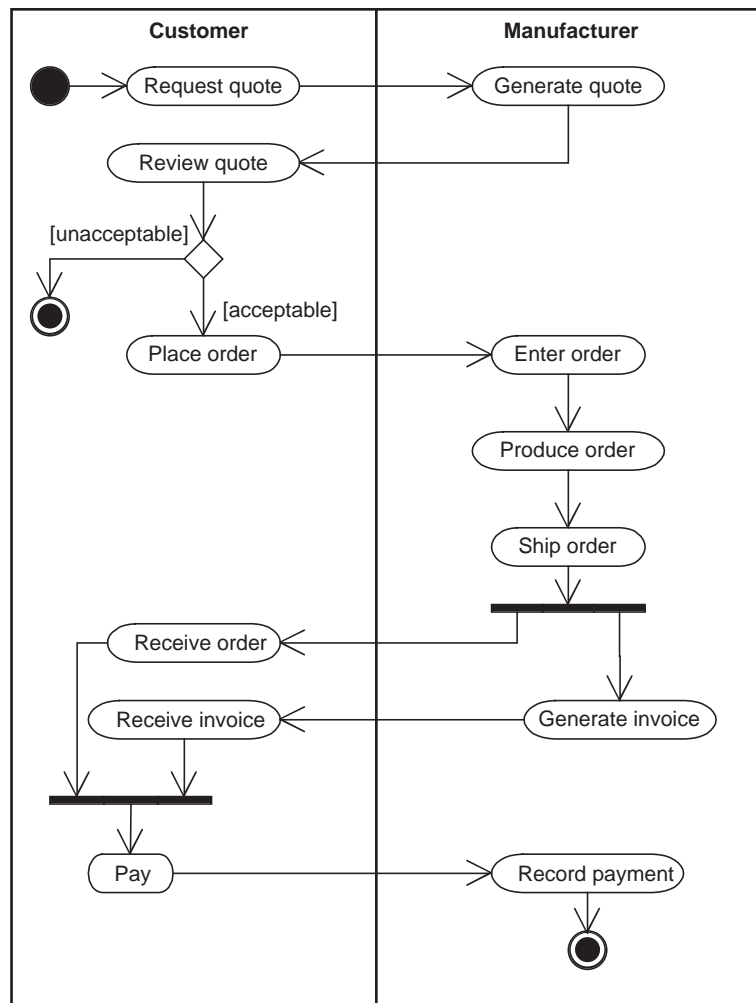 Customer
Manufacturer
Request quote
Generate quote
Review quote
[unacceptable]
[acceptable]
Place order
Enter order
Produce order
Ship order
Receive order
Receive invoice
Generate invoice
Pay
Record payment